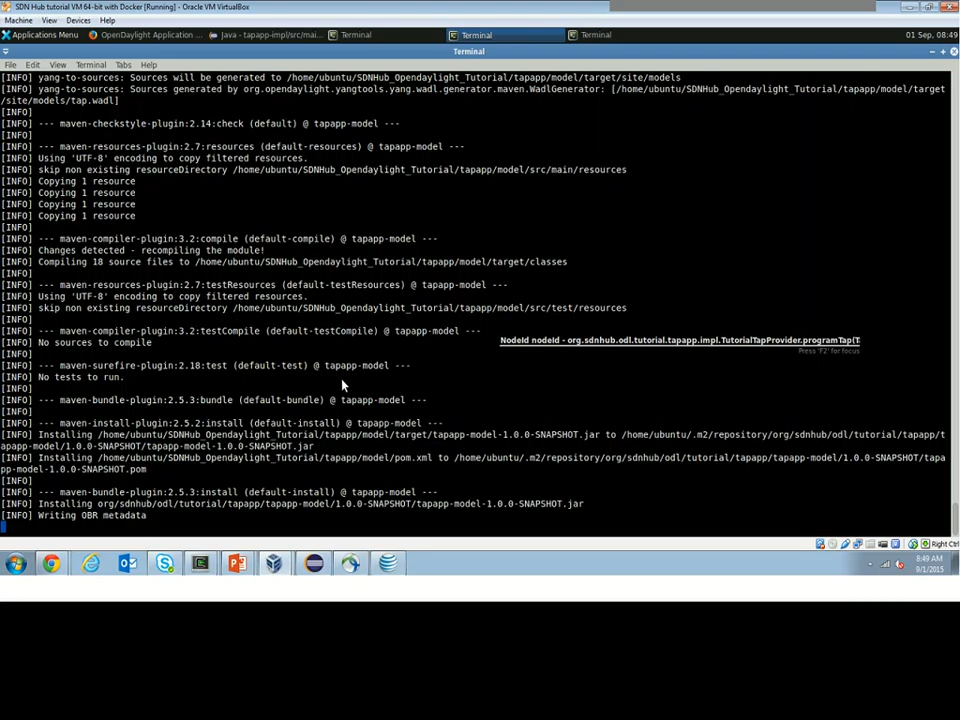 SDN Hub tutorial VM 64-bit with Docker [Running] - Oracle VM VirtualBox
Machine View Devices Help
Applications Menu OpenDaylight Application ... Java - tapapp-impl/src/mai... Terminal Terminal Terminal 01 Sep, 08:49
Terminal
File Edit View Terminal Tabs Help
[INFO] yang-to-sources: Sources will be generated to /home/ubuntu/SDNHub_Opendaylight_Tutorial/tapapp/model/target/site/models
[INFO] yang-to-sources: Sources generated by org.opendaylight.yangtools.yang.wadl.generator.maven.WadlGenerator: [/home/ubuntu/SDNHub_Opendaylight_Tutorial/tapapp/model/target
/site/models/tap.wadl]
[INFO]
[INFO] --- maven-checkstyle-plugin:2.14:check (default) @ tapapp-model ---
[INFO]
[INFO] --- maven-resources-plugin:2.7:resources (default-resources) @ tapapp-model ---
[INFO] Using 'UTF-8' encoding to copy filtered resources.
[INFO] skip non existing resourceDirectory /home/ubuntu/SDNHub_Opendaylight_Tutorial/tapapp/model/src/main/resources
[INFO] Copying 1 resource
[INFO] Copying 1 resource
[INFO] Copying 1 resource
[INFO] Copying 1 resource
[INFO]
[INFO] --- maven-compiler-plugin:3.2:compile (default-compile) @ tapapp-model ---
[INFO] Changes detected - recompiling the module!
[INFO] Compiling 18 source files to /home/ubuntu/SDNHub_Opendaylight_Tutorial/tapapp/model/target/classes
[INFO]
[INFO] --- maven-resources-plugin:2.7:testResources (default-testResources) @ tapapp-model ---
[INFO] Using 'UTF-8' encoding to copy filtered resources.
[INFO] skip non existing resourceDirectory /home/ubuntu/SDNHub_Opendaylight_Tutorial/tapapp/model/src/test/resources
[INFO]
[INFO] --- maven-compiler-plugin:3.2:testCompile (default-testCompile) @ tapapp-model ---
[INFO] No sources to compile
NodeId nodeId - org.sdnhub.odl.tutorial.tapapp.impl.TutorialTapProvider.programTap(T
Press 'F2' for focus
[INFO]
[INFO] --- maven-surefire-plugin:2.18:test (default-test) @ tapapp-model ---
[INFO] No tests to run.
[INFO]
[INFO] --- maven-bundle-plugin:2.5.3:bundle (default-bundle) @ tapapp-model ---
[INFO]
[INFO] --- maven-install-plugin:2.5.2:install (default-install) @ tapapp-model ---
[INFO] Installing /home/ubuntu/SDNHub_Opendaylight_Tutorial/tapapp/model/target/tapapp-model-1.0.0-SNAPSHOT.jar to /home/ubuntu/.m2/repository/org/sdnhub/odl/tutorial/tapapp/t
apapp-model/1.0.0-SNAPSHOT/tapapp-model-1.0.0-SNAPSHOT.jar
[INFO] Installing /home/ubuntu/SDNHub_Opendaylight_Tutorial/tapapp/model/pom.xml to /home/ubuntu/.m2/repository/org/sdnhub/odl/tutorial/tapapp/tapapp-model/1.0.0-SNAPSHOT/tapa
pp-model-1.0.0-SNAPSHOT.pom
[INFO]
[INFO] --- maven-bundle-plugin:2.5.3:install (default-install) @ tapapp-model ---
[INFO] Installing org/sdnhub/odl/tutorial/tapapp/tapapp-model/1.0.0-SNAPSHOT/tapapp-model-1.0.0-SNAPSHOT.jar
[INFO] Writing OBR metadata
Right Ctrl
8:49 AM
9/1/2015